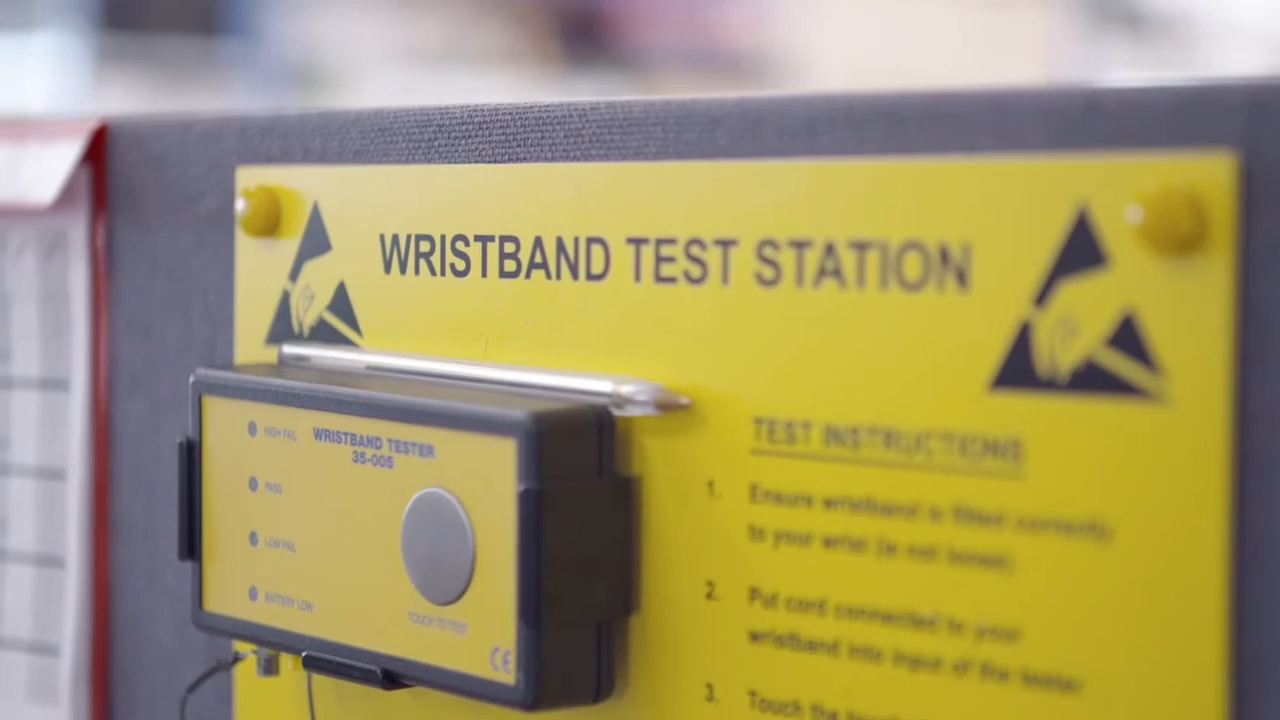 WRISTBAND TEST STATION
HIGH FAIL
WRISTBAND TESTER
35-005
PASS
LOW FAIL
BATTERY LOW
TOUCH TO TEST
CE
TEST INSTRUCTIONS
1. Ensure wristband is fitted correctly
to your wrist (ie not loose)
2. Put cord connected to your
wristband into input of the tester
3. Touch the